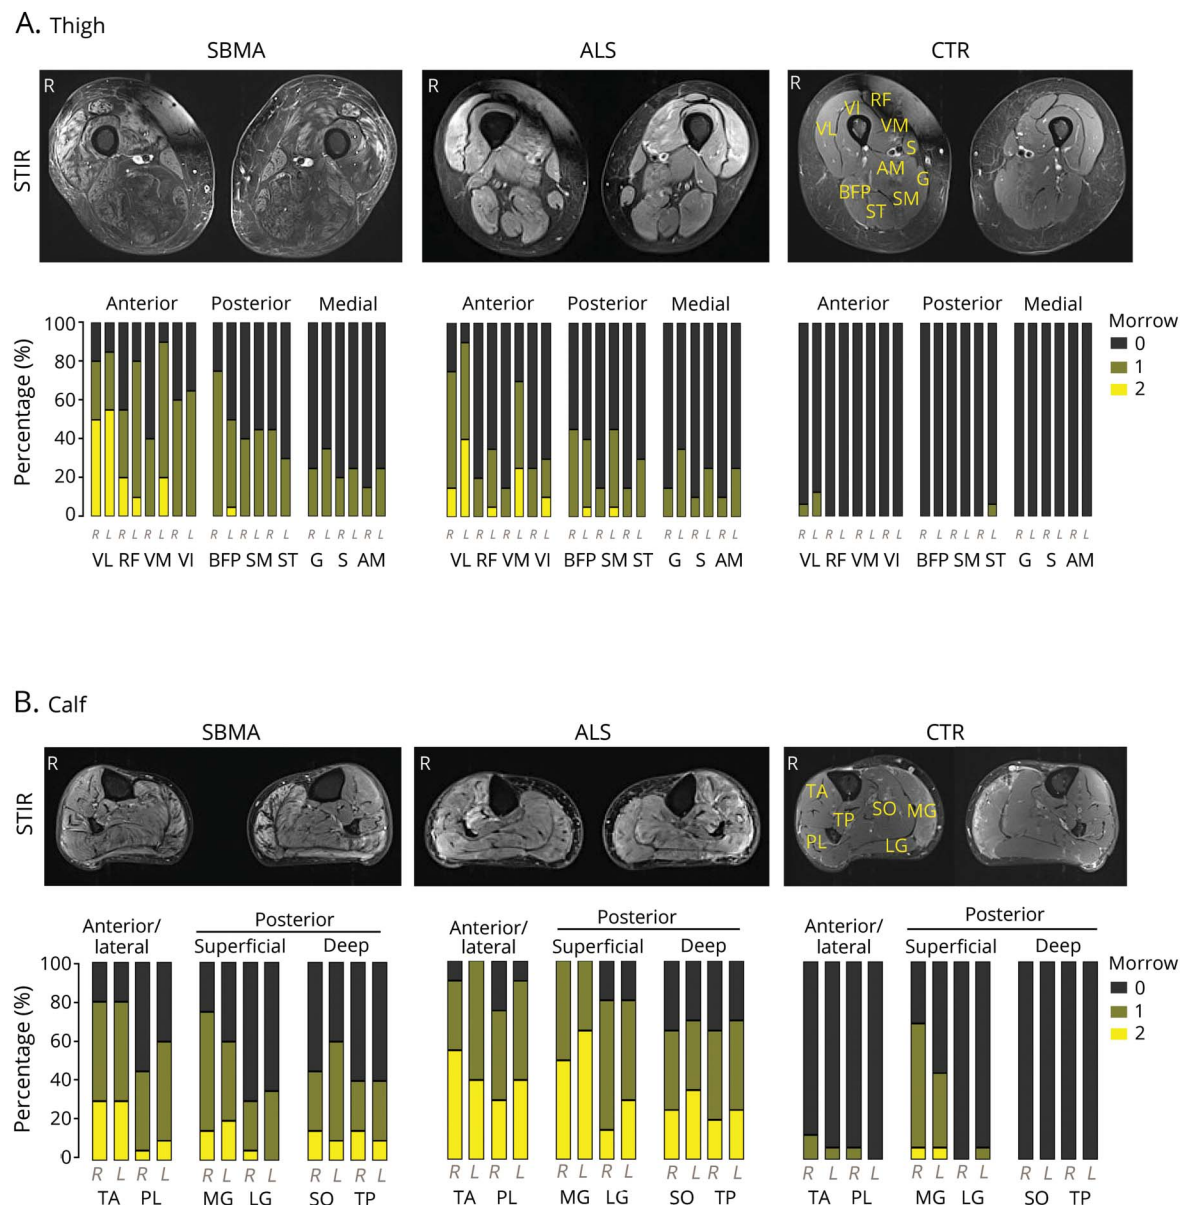 A. Thigh
SBMA ALS CTR
STIR
R R R
VI RF
VL VM
S
AM
G
BFP SM
ST
Anterior Posterior Medial Anterior Posterior Medial Anterior Posterior Medial
Percentage (%)
100
80
60
40
20
0
Morrow
0
1
2
R L R L R L R L R L R L R L R L R L R L R L R L R L R L R L R L R L R L R L R L R L R L R L R L R L R L R L R L R L R L
VL RF VM VI BFP SM ST G S AM VL RF VM VI BFP SM ST G S AM VL RF VM VI BFP SM ST G S AM
B. Calf
SBMA ALS CTR
STIR
R R R
TA
SO MG
TP
PL LG
Anterior/ lateral Posterior Superficial Deep
Anterior/ lateral Posterior Superficial Deep
Anterior/ lateral Posterior Superficial Deep
Percentage (%)
100
80
60
40
20
0
Morrow
0
1
2
R L R L R L R L R L R L R L R L R L R L R L R L R L R L R L R L R L R L
TA PL MG LG SO TP TA PL MG LG SO TP TA PL MG LG SO TP